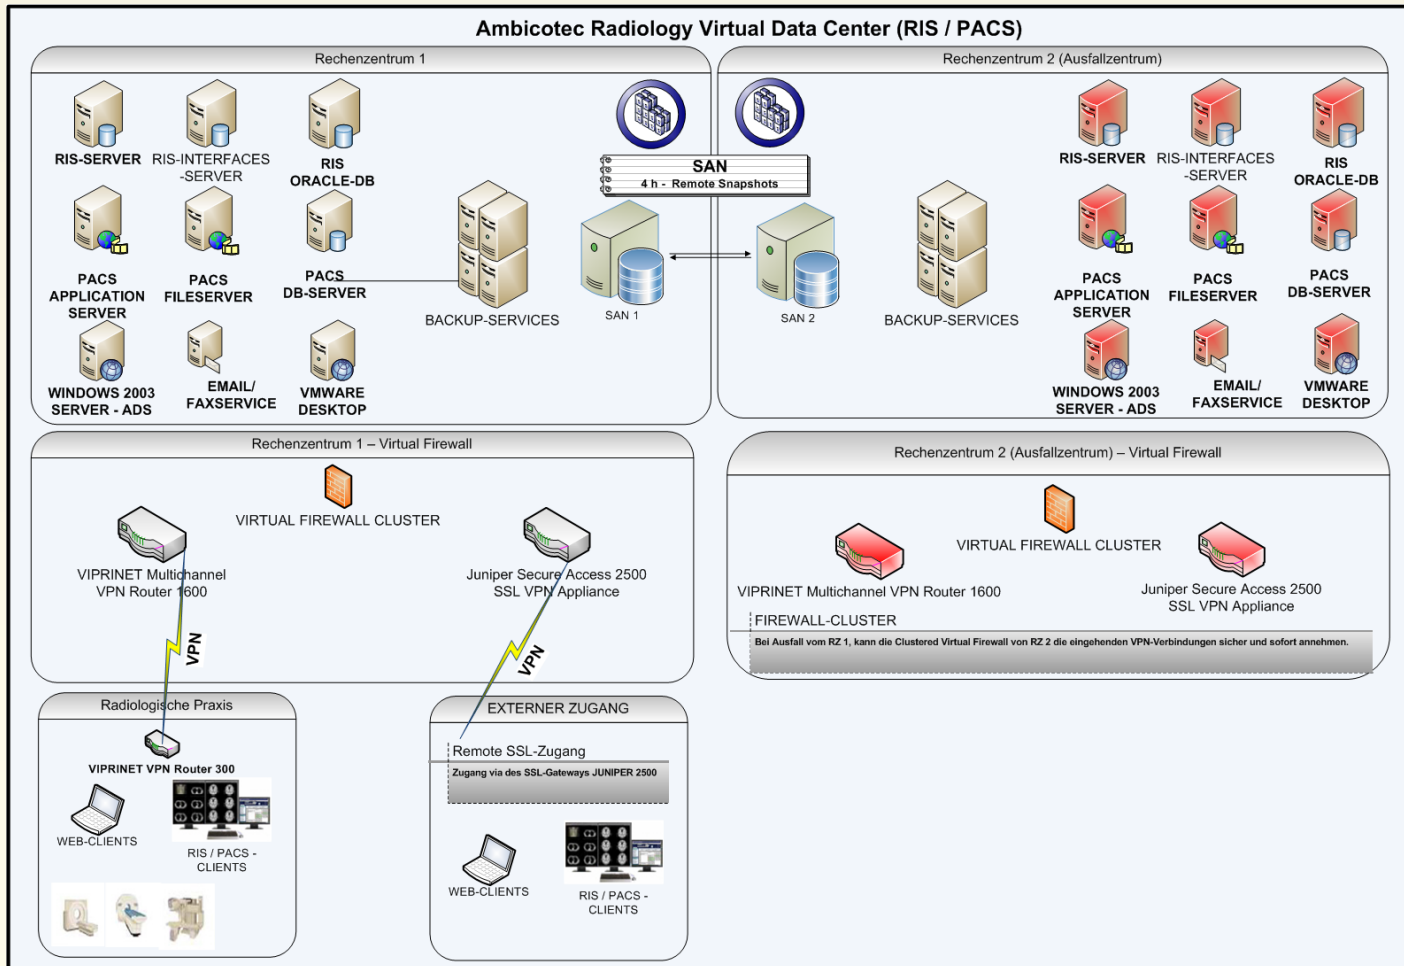 Ambicotec Radiology Virtual Data Center (RIS / PACS)
Rechenzentrum 1
RIS-SERVER
RIS-INTERFACES
-SERVER
RIS
ORACLE-DB
PACS
APPLICATION
SERVER
PACS
FILESERVER
PACS
DB-SERVER
WINDOWS 2003
SERVER - ADS
EMAIL/
FAXSERVICE
VMWARE
DESKTOP
BACKUP-SERVICES
SAN
4 h - Remote Snapshots
SAN 1
SAN 2
Rechenzentrum 2 (Ausfallzentrum)
BACKUP-SERVICES
RIS-SERVER
RIS-INTERFACES
-SERVER
RIS
ORACLE-DB
PACS
APPLICATION
SERVER
PACS
FILESERVER
PACS
DB-SERVER
WINDOWS 2003
SERVER - ADS
EMAIL/
FAXSERVICE
VMWARE
DESKTOP
Rechenzentrum 1 – Virtual Firewall
VIRTUAL FIREWALL CLUSTER
VIPRINET Multichannel
VPN Router 1600
Juniper Secure Access 2500
SSL VPN Appliance
VPN
VPN
Rechenzentrum 2 (Ausfallzentrum) – Virtual Firewall
VIRTUAL FIREWALL CLUSTER
VIPRINET Multichannel VPN Router 1600
Juniper Secure Access 2500
SSL VPN Appliance
FIREWALL-CLUSTER
Bei Ausfall vom RZ 1, kann die Clustered Virtual Firewall von RZ 2 die eingehenden VPN-Verbindungen sicher und sofort annehmen.
Radiologische Praxis
VIPRINET VPN Router 300
WEB-CLIENTS
RIS / PACS -
CLIENTS
EXTERNER ZUGANG
Remote SSL-Zugang
Zugang via des SSL-Gateways JUNIPER 2500
WEB-CLIENTS
RIS / PACS -
CLIENTS